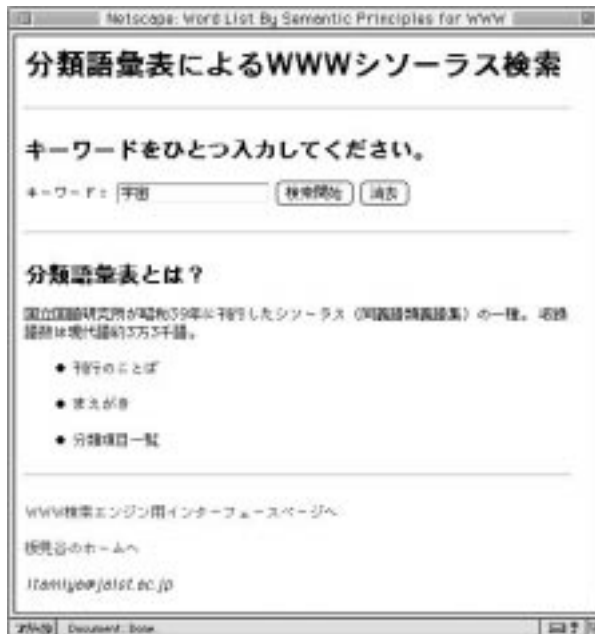 Netscape: Word List By Semantic Principles for WWW
分類語彙表によるWWWシソーラス検索
キーワードをひとつ入力してください。
キーワード: 宇宙 検索開始 消去
分類語彙表とは？
国立国語研究所が昭和39年に刊行したシソーラス（同義語類義語集）の一種。 収録
語数は現代語約3万3千語。
● 刊行のことば
● まえがき
● 分類項目一覧
WWW検索エンジン用インターフェースページへ
板見谷のホームへ
itamiya@jaist.ac.jp
Document: Done.